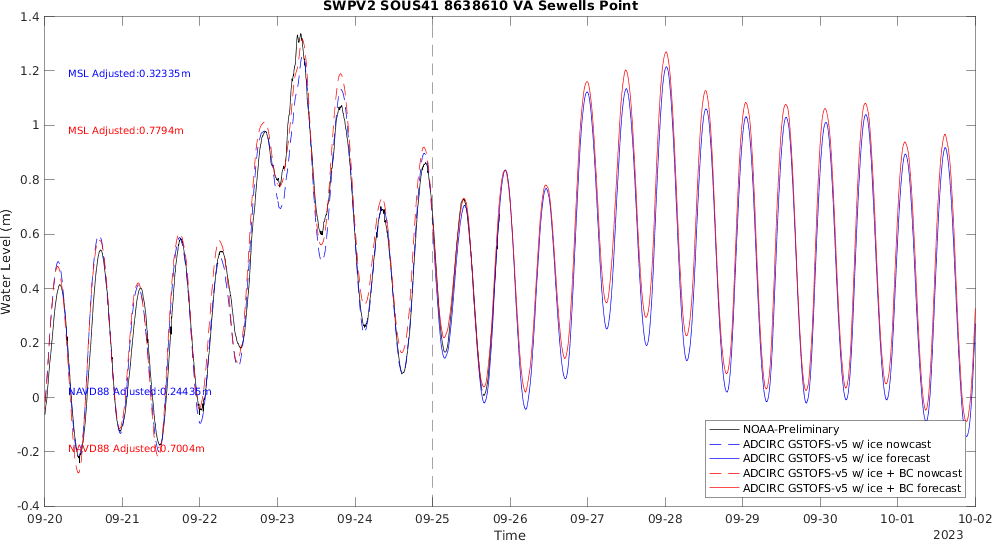 SWPV2 SOUS41 8638610 VA Sewells Point
1.4
1.2
1
0.8
0.6
0.4
0.2
0
-0.2
-0.4
Water Level (m)
MSL Adjusted:0.32335m
MSL Adjusted:0.7794m
NAVD88 Adjusted:0.24436m
NAVD88 Adjusted:0.7004m
NOAA-Preliminary
ADCIRC GSTOFS-v5 w/ ice nowcast
ADCIRC GSTOFS-v5 w/ ice forecast
ADCIRC GSTOFS-v5 w/ ice + BC nowcast
ADCIRC GSTOFS-v5 w/ ice + BC forecast
09-20 09-21 09-22 09-23 09-24 09-25 09-26 09-27 09-28 09-29 09-30 10-01 10-02
Time
2023